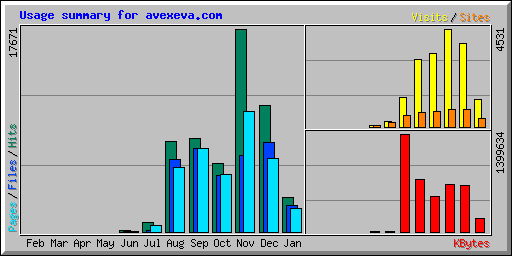 Usage summary for avexeva.com
Visits / Sites
17671
4531
Pages / Files / Hits
1399634
Feb Mar Apr May Jun Jul Aug Sep Oct Nov Dec Jan
KBytes